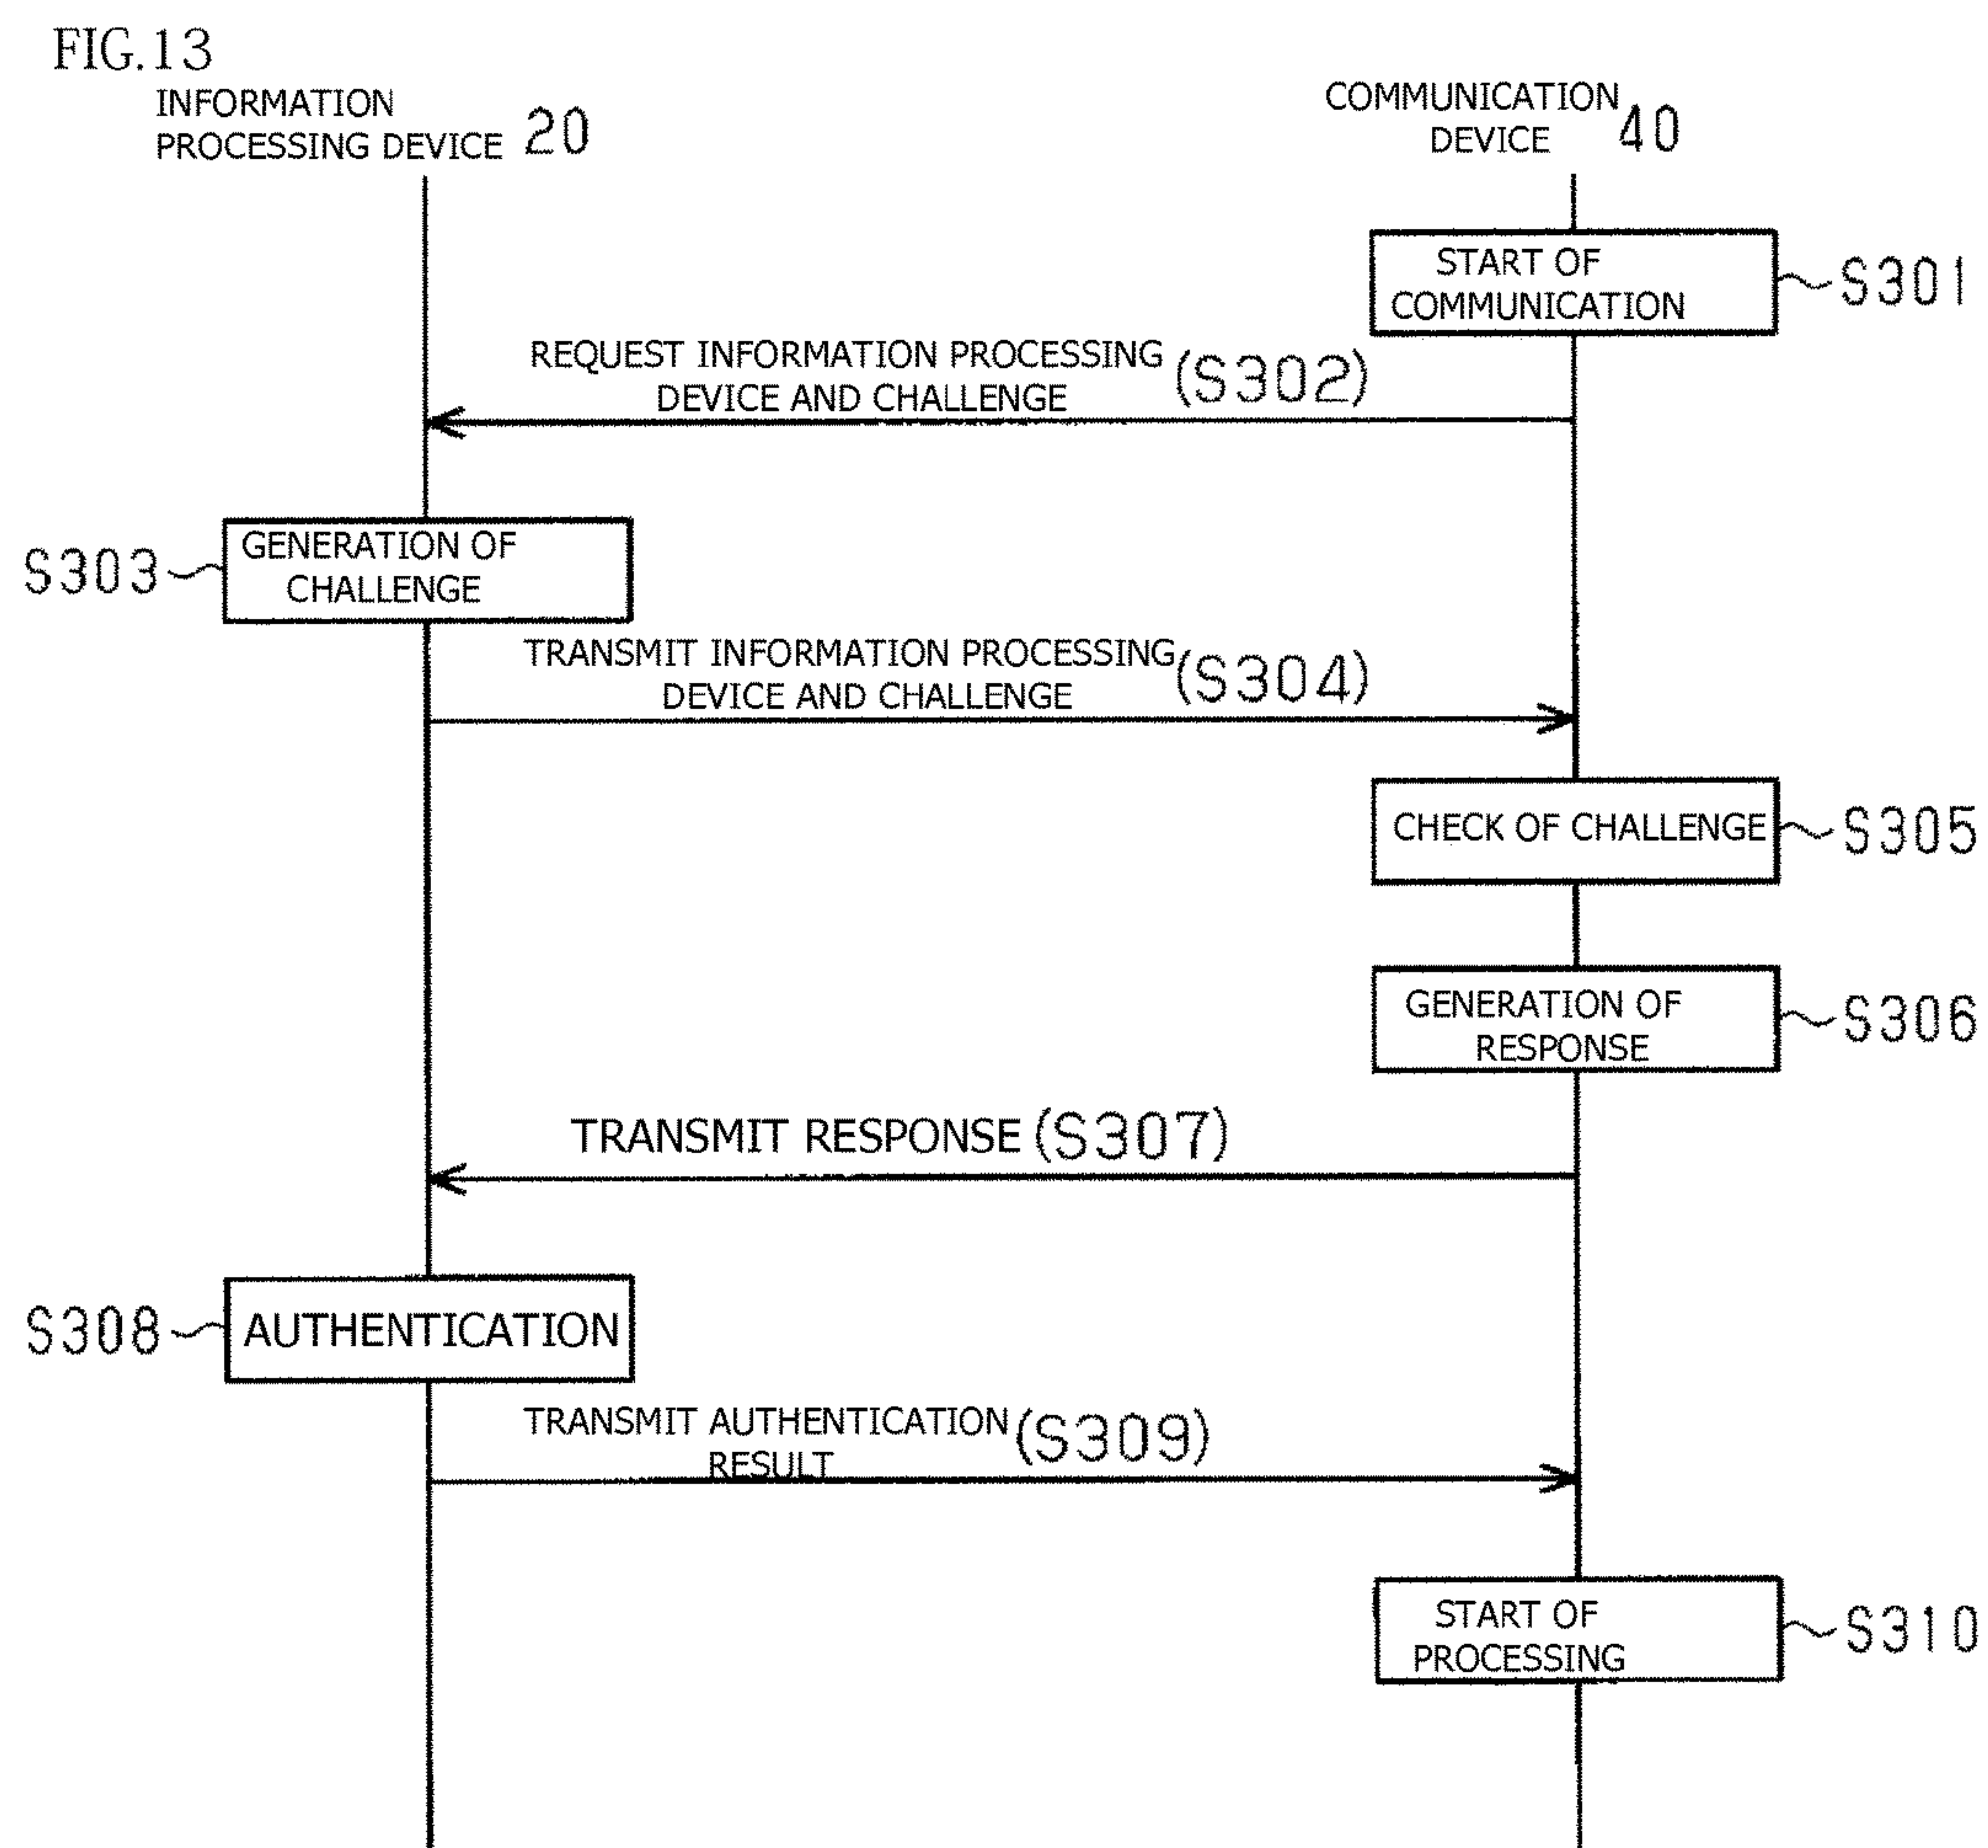 FIG.13
INFORMATION
PROCESSING DEVICE 20
COMMUNICATION
DEVICE 40
START OF
COMMUNICATION
S301
REQUEST INFORMATION PROCESSING
DEVICE AND CHALLENGE (S302)
S303
GENERATION OF
CHALLENGE
TRANSMIT INFORMATION PROCESSING
DEVICE AND CHALLENGE (S304)
CHECK OF CHALLENGE
S305
GENERATION OF
RESPONSE
S306
TRANSMIT RESPONSE (S307)
S308
AUTHENTICATION
TRANSMIT AUTHENTICATION
RESULT (S309)
START OF
PROCESSING
S310